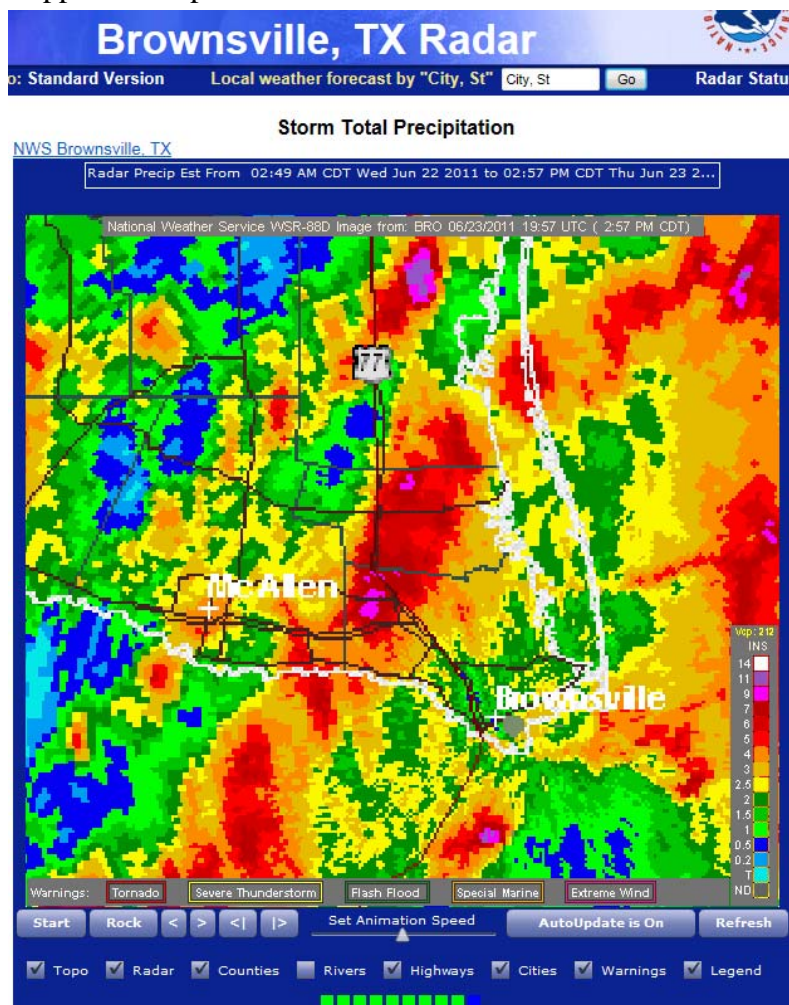 Brownsville, TX Radar
o: Standard Version Local weather forecast by "City, St" City, St Go Radar Statu
Storm Total Precipitation
NWS Brownsville, TX
Radar Precip Est From 02:49 AM CDT Wed Jun 22 2011 to 02:57 PM CDT Thu Jun 23 2...
National Weather Service WSR-88D Image from: BRO 06/23/2011 19:57 UTC ( 2:57 PM CDT)
77
McAllen
Brownsville
Vcp: 212
INS
14
11
9
7
6
5
4
3
2.5
2
1.5
1
0.5
0.2
T
ND
Warnings: Tornado Severe Thunderstorm Flash Flood Special Marine Extreme Wind
Start Rock < > <| |> Set Animation Speed AutoUpdate is On Refresh
Topo Radar Counties Rivers Highways Cities Warnings Legend